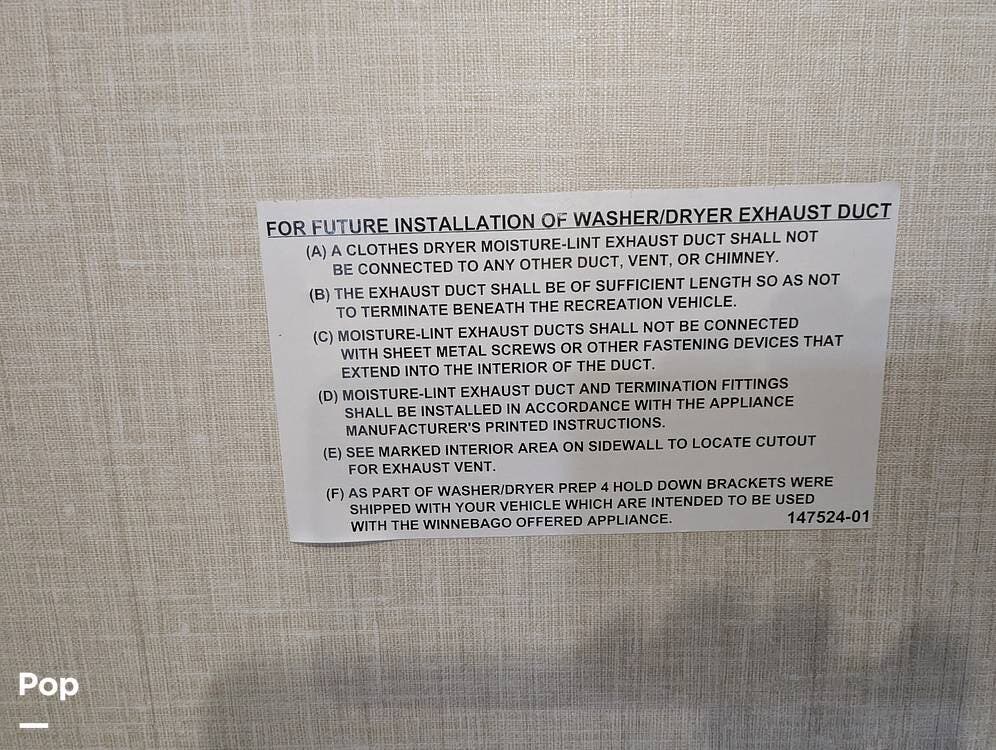 FOR FUTURE INSTALLATION OF WASHER/DRYER EXHAUST DUCT
(A) A CLOTHES DRYER MOISTURE-LINT EXHAUST DUCT SHALL NOT
BE CONNECTED TO ANY OTHER DUCT, VENT, OR CHIMNEY.
(B) THE EXHAUST DUCT SHALL BE OF SUFFICIENT LENGTH SO AS NOT
TO TERMINATE BENEATH THE RECREATION VEHICLE.
(C) MOISTURE-LINT EXHAUST DUCTS SHALL NOT BE CONNECTED
WITH SHEET METAL SCREWS OR OTHER FASTENING DEVICES THAT
EXTEND INTO THE INTERIOR OF THE DUCT.
(D) MOISTURE-LINT EXHAUST DUCT AND TERMINATION FITTINGS
SHALL BE INSTALLED IN ACCORDANCE WITH THE APPLIANCE
MANUFACTURER'S PRINTED INSTRUCTIONS.
(E) SEE MARKED INTERIOR AREA ON SIDEWALL TO LOCATE CUTOUT
FOR EXHAUST VENT.
(F) AS PART OF WASHER/DRYER PREP 4 HOLD DOWN BRACKETS WERE
SHIPPED WITH YOUR VEHICLE WHICH ARE INTENDED TO BE USED
WITH THE WINNEBAGO OFFERED APPLIANCE. 147524-01
Pop